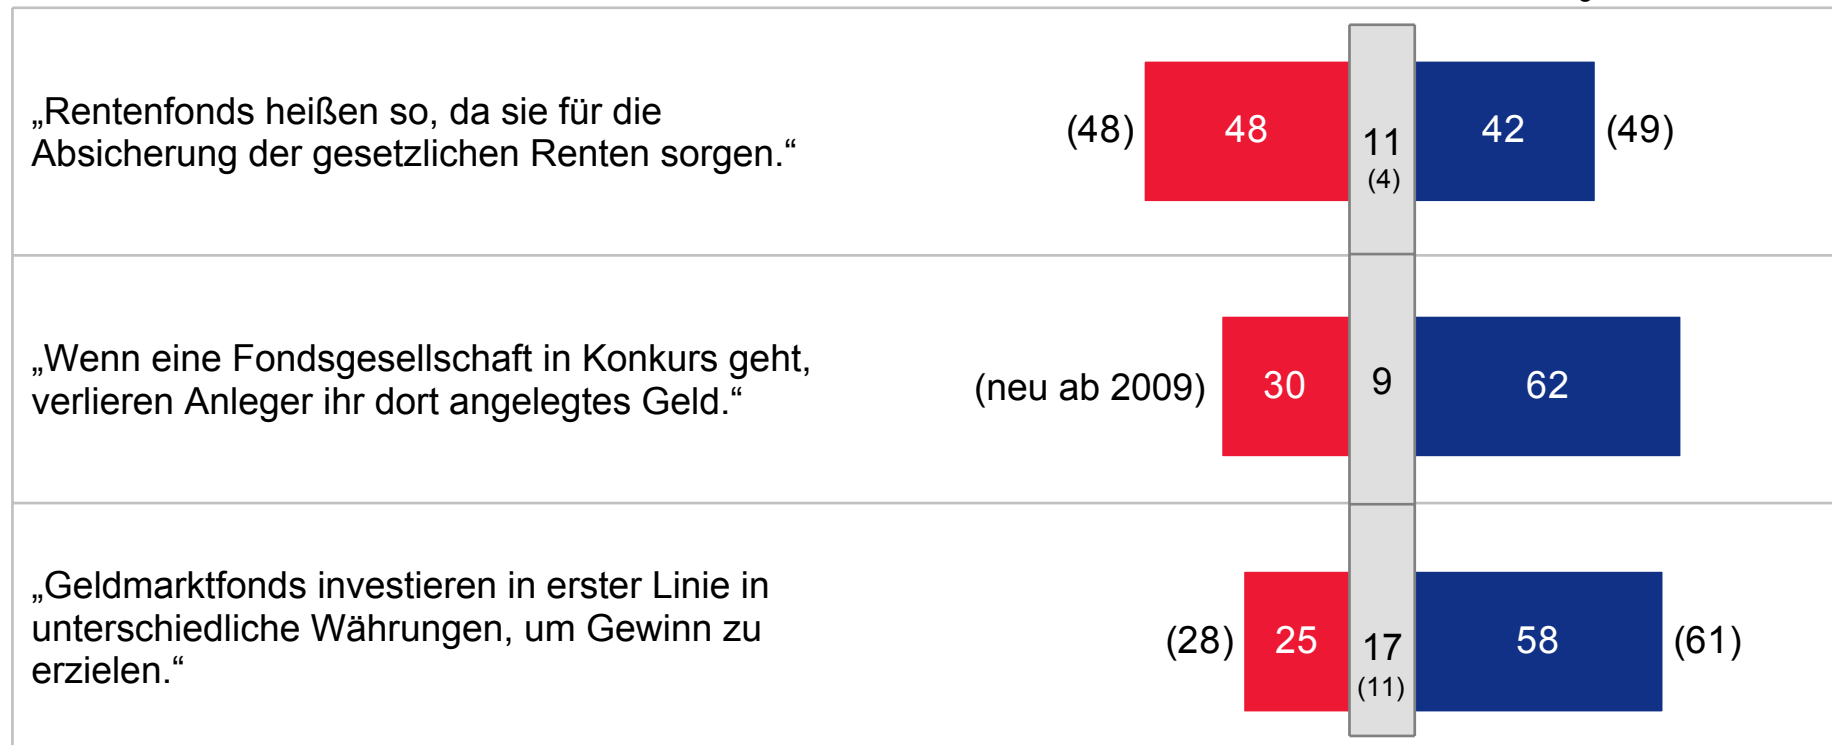 „Rentenfonds heißen so, da sie für die
Absicherung der gesetzlichen Renten sorgen.“
(48) 48 11 42 (49)
(4)
„Wenn eine Fondsgesellschaft in Konkurs geht,
verlieren Anleger ihr dort angelegtes Geld.“
(neu ab 2009) 30 9 62
„Geldmarktfonds investieren in erster Linie in
unterschiedliche Währungen, um Gewinn zu
erzielen.“
(28) 25 17 58 (61)
(11)